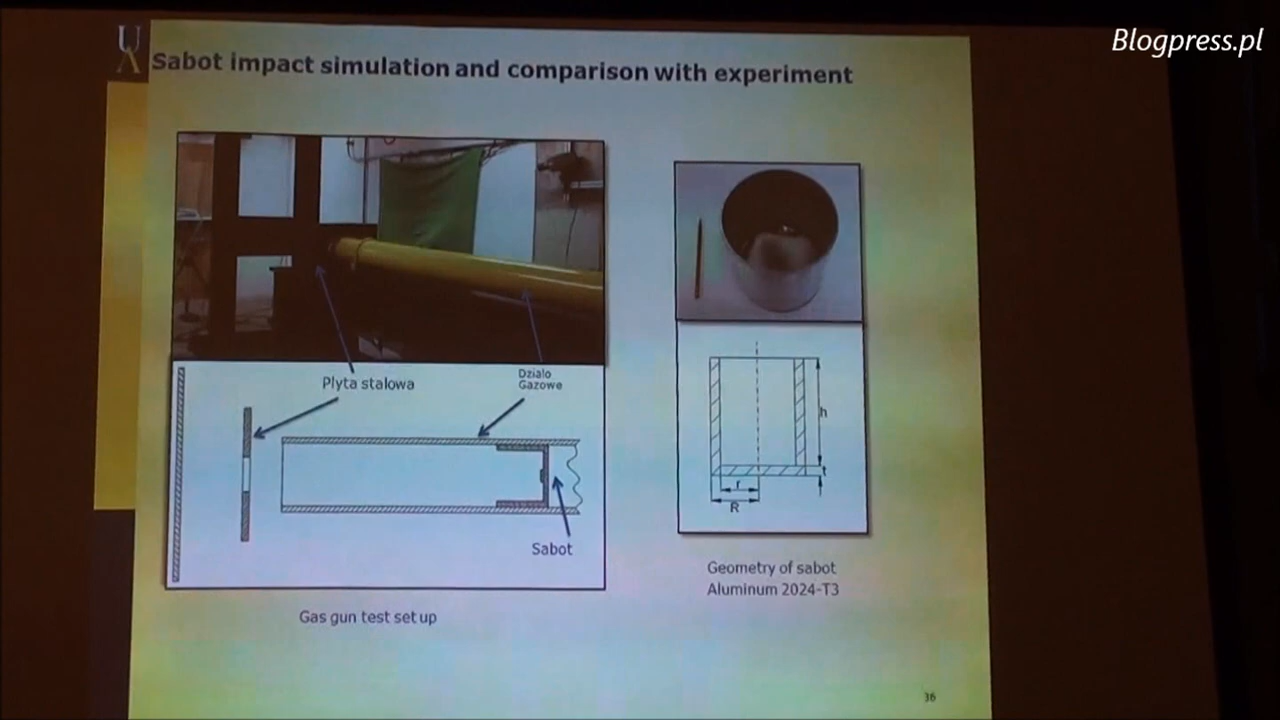 Blogpress.pl
UA
Sabot impact simulation and comparison with experiment
Plyta stalowa
Dzialo
Gazowe
Sabot
h
t
r
R
Geometry of sabot
Aluminum 2024-T3
Gas gun test set up
36